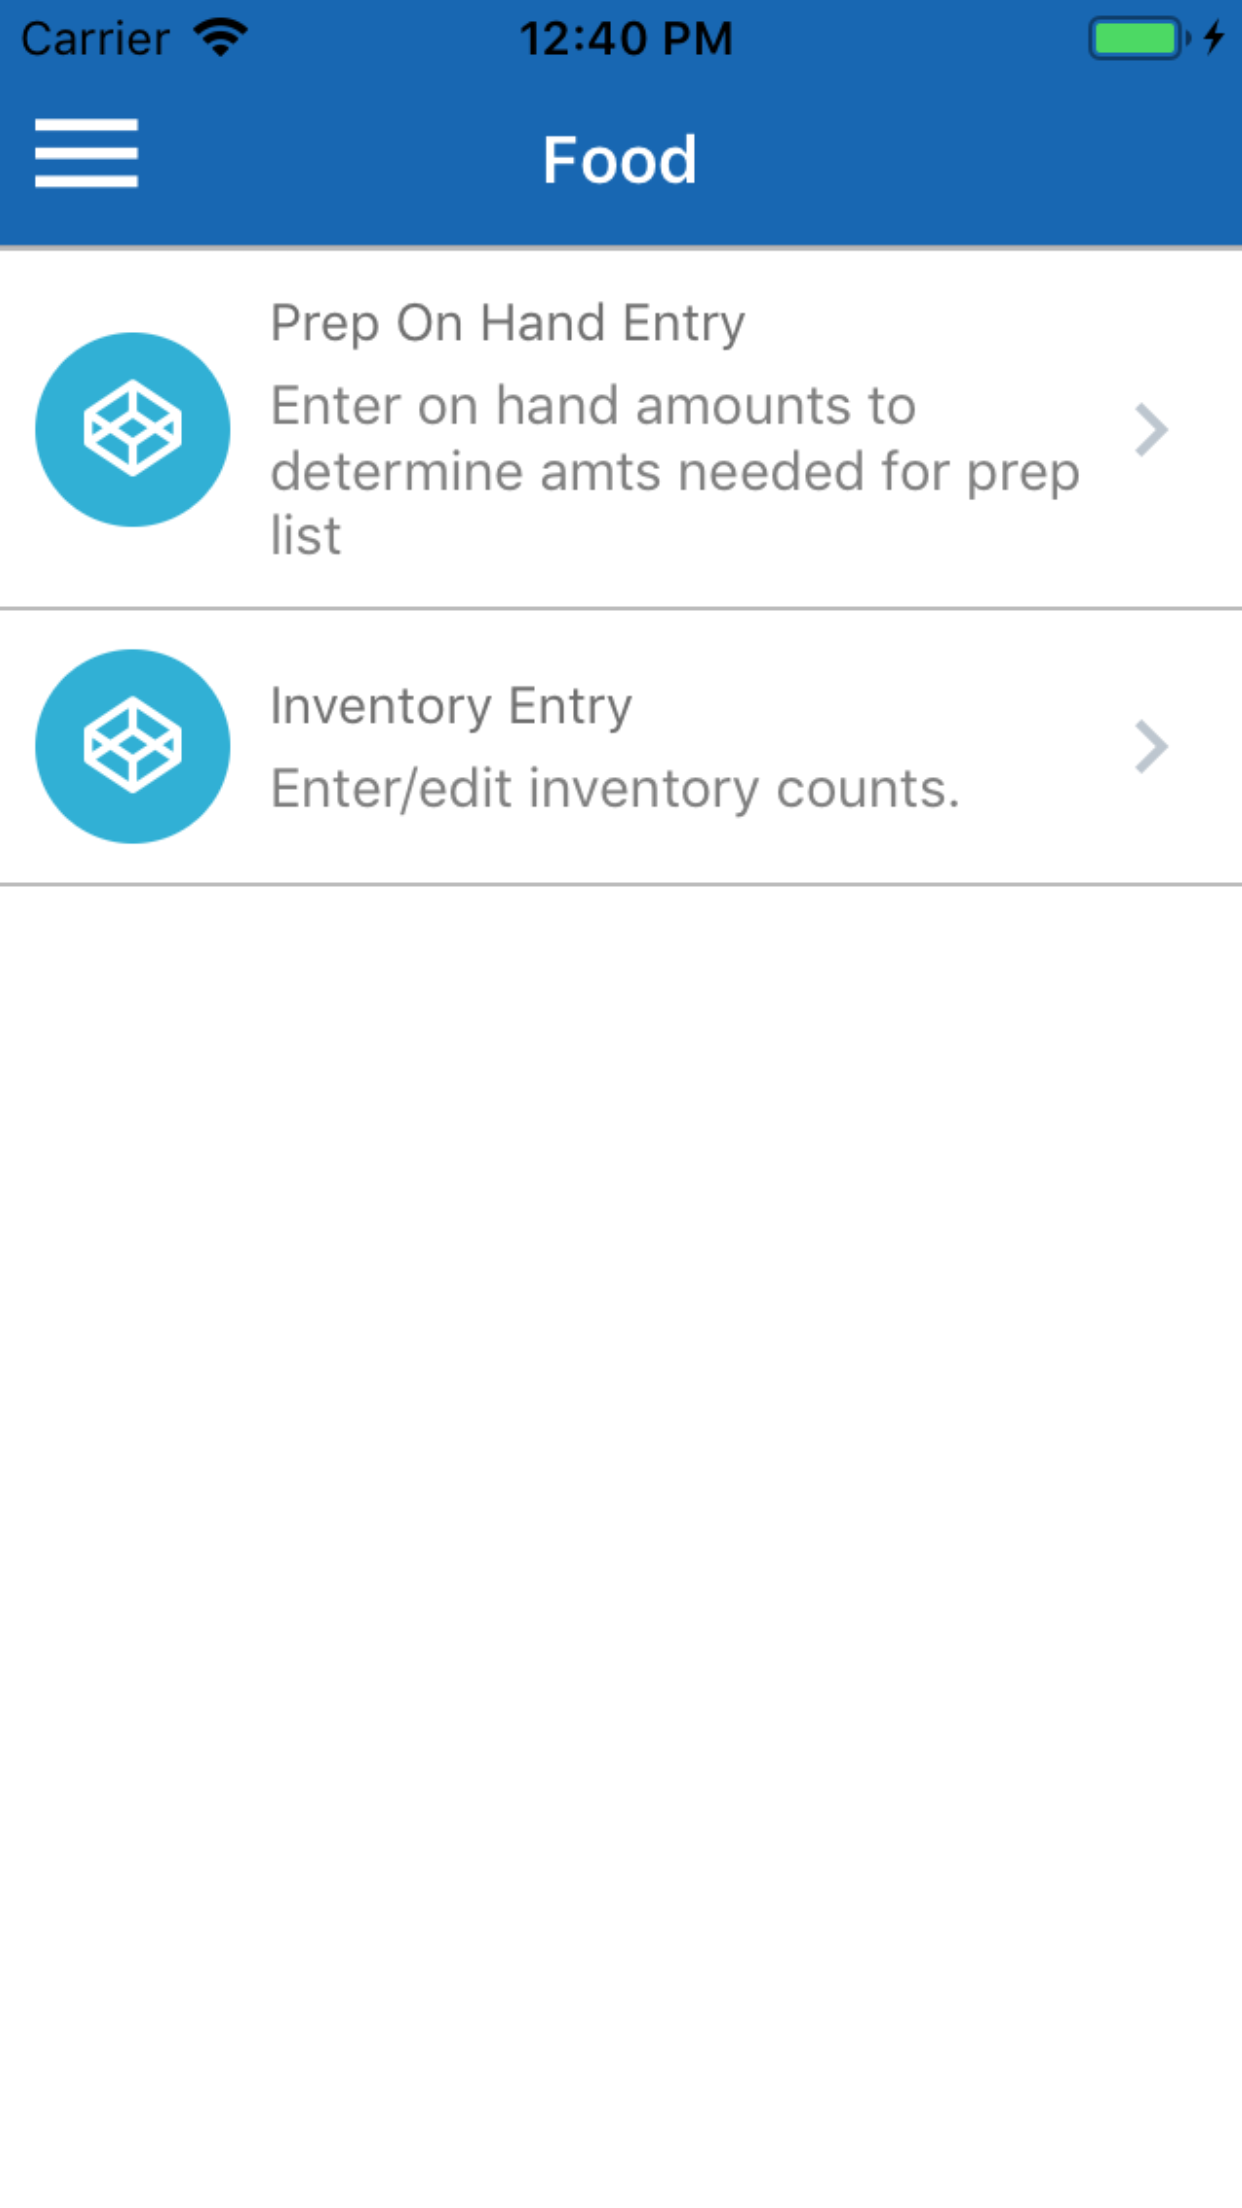 Carrier 12:40 PM
Food
Prep On Hand Entry
Enter on hand amounts to
determine amts needed for prep
list
Inventory Entry
Enter/edit inventory counts.